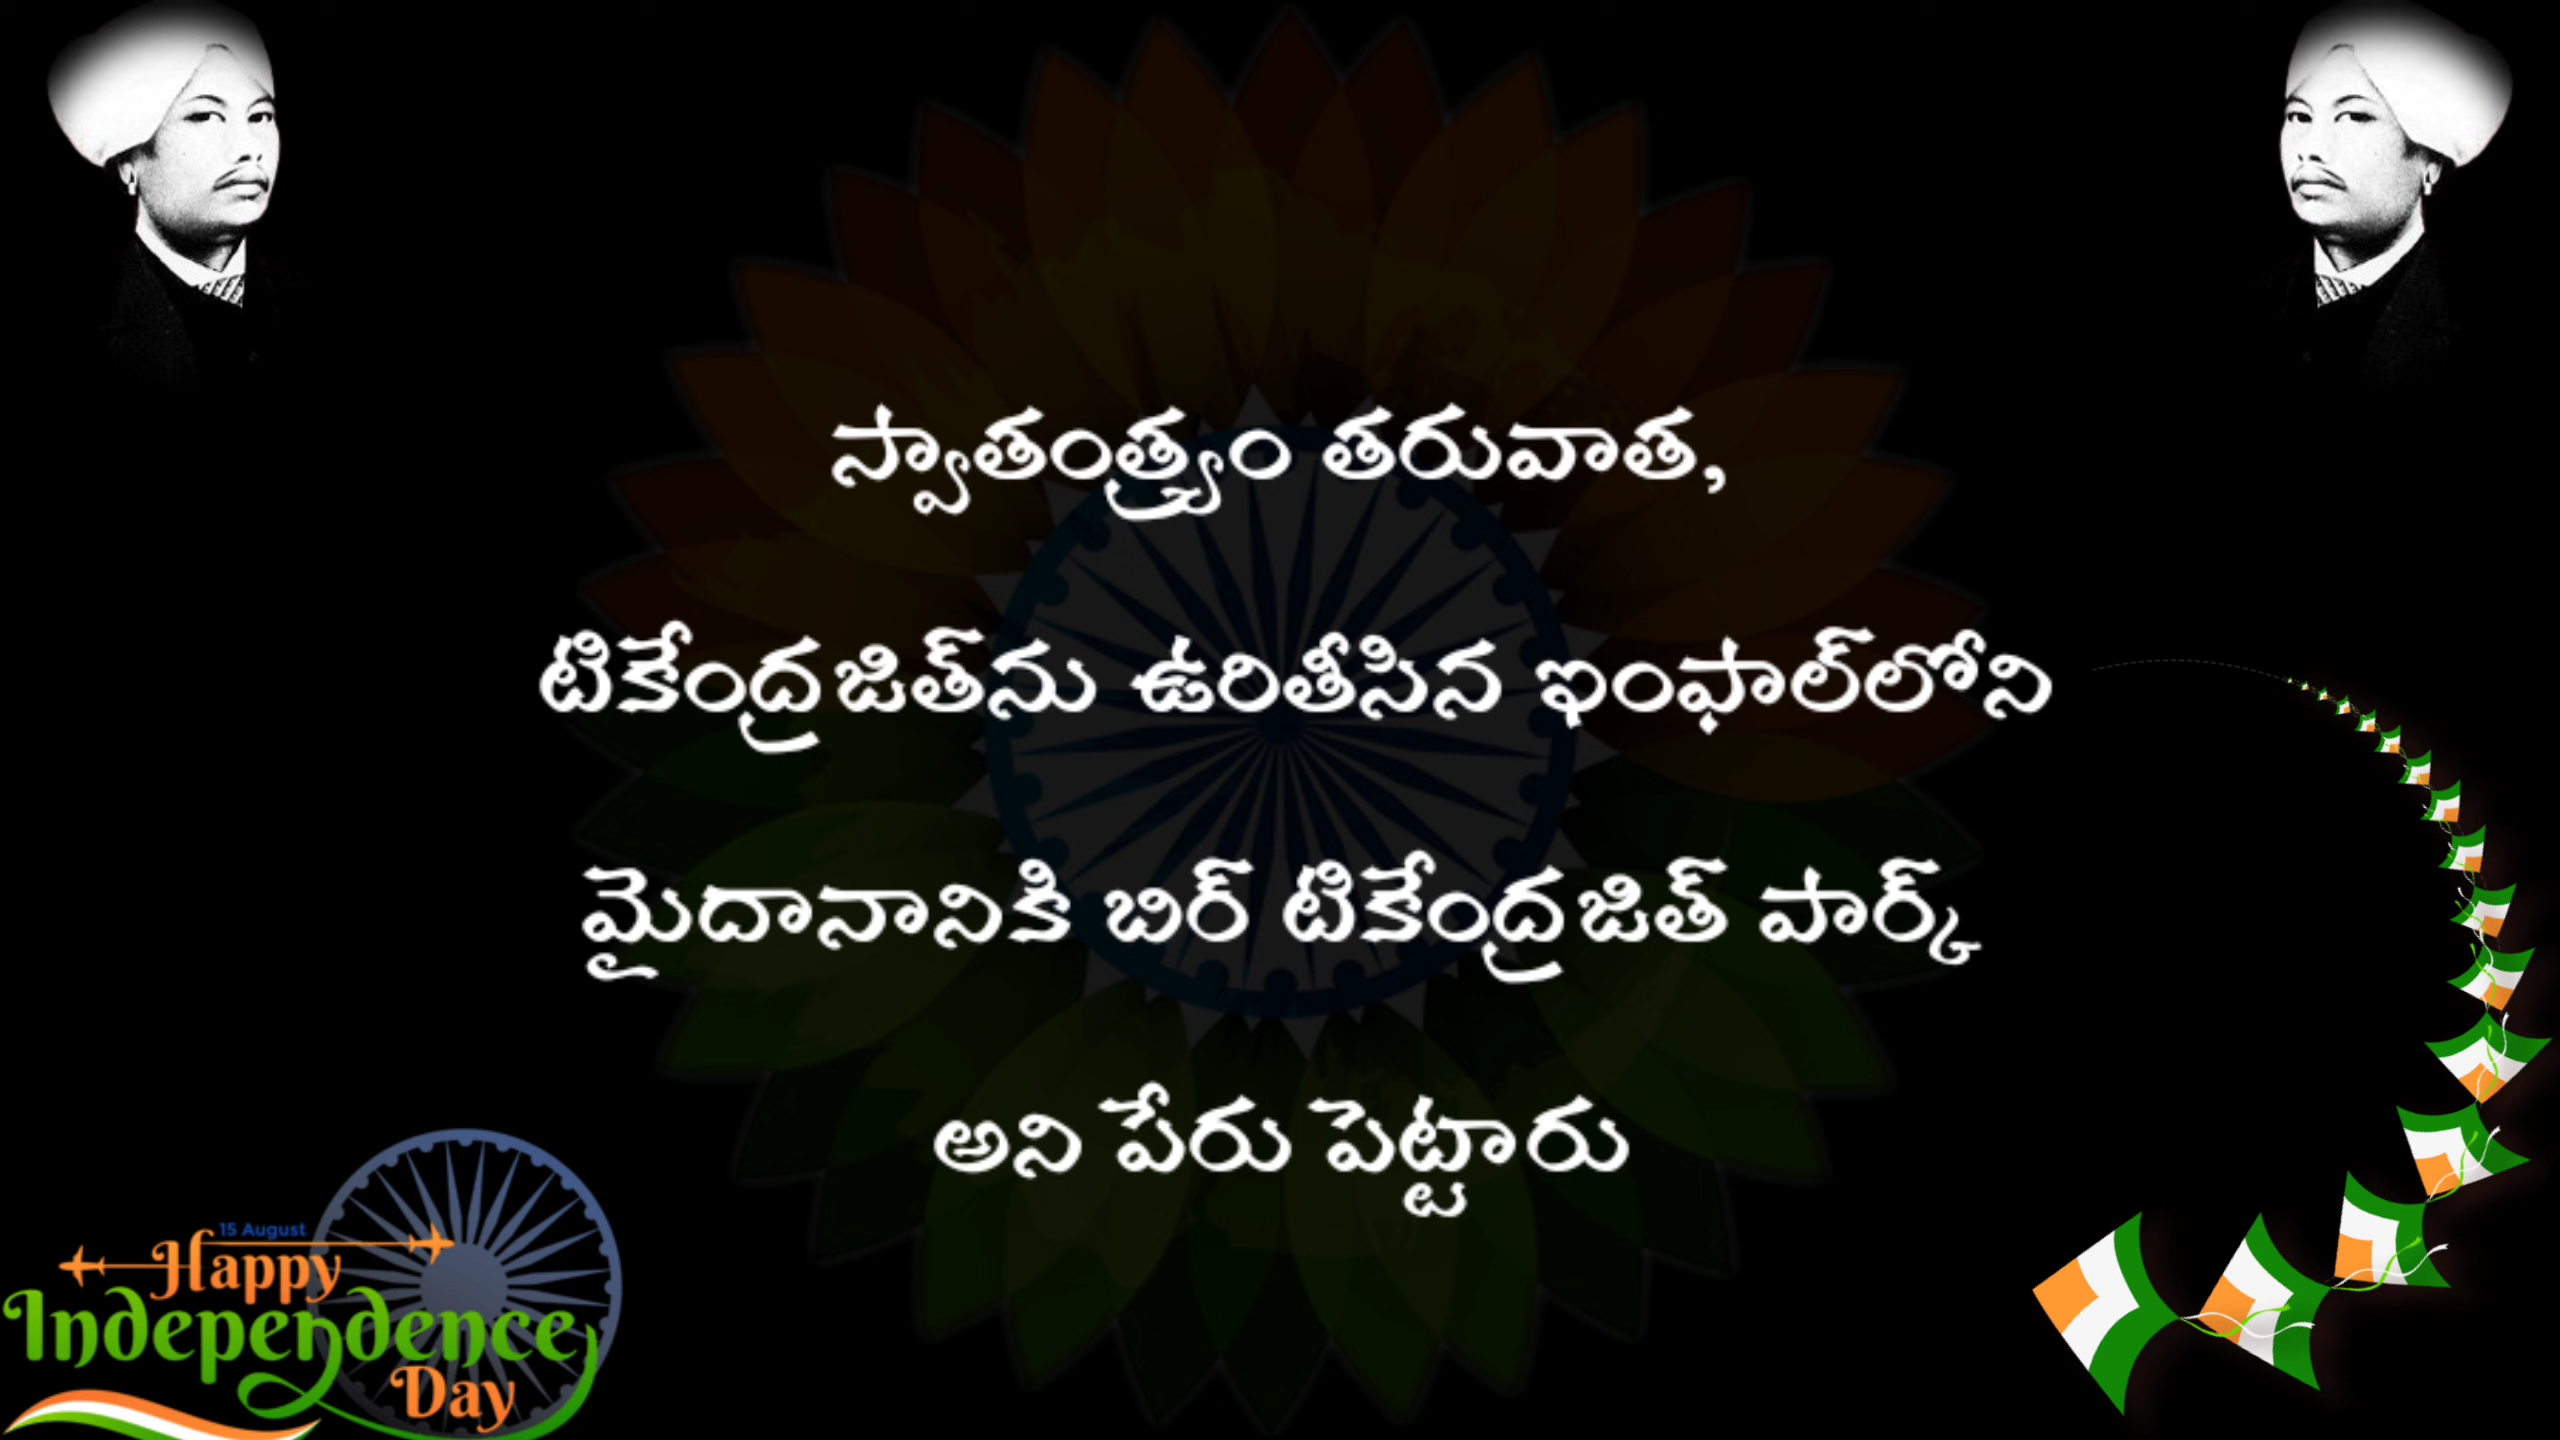 స్వాతంత్ర్యం తరువాత,
టికేంద్రజిత్‌ను ఉరితీసిన ఇంఫాల్‌లోని
మైదానానికి బిర్ టికేంద్రజిత్ పార్క్
అని పేరు పెట్టారు
15 August
Happy
Independence
Day